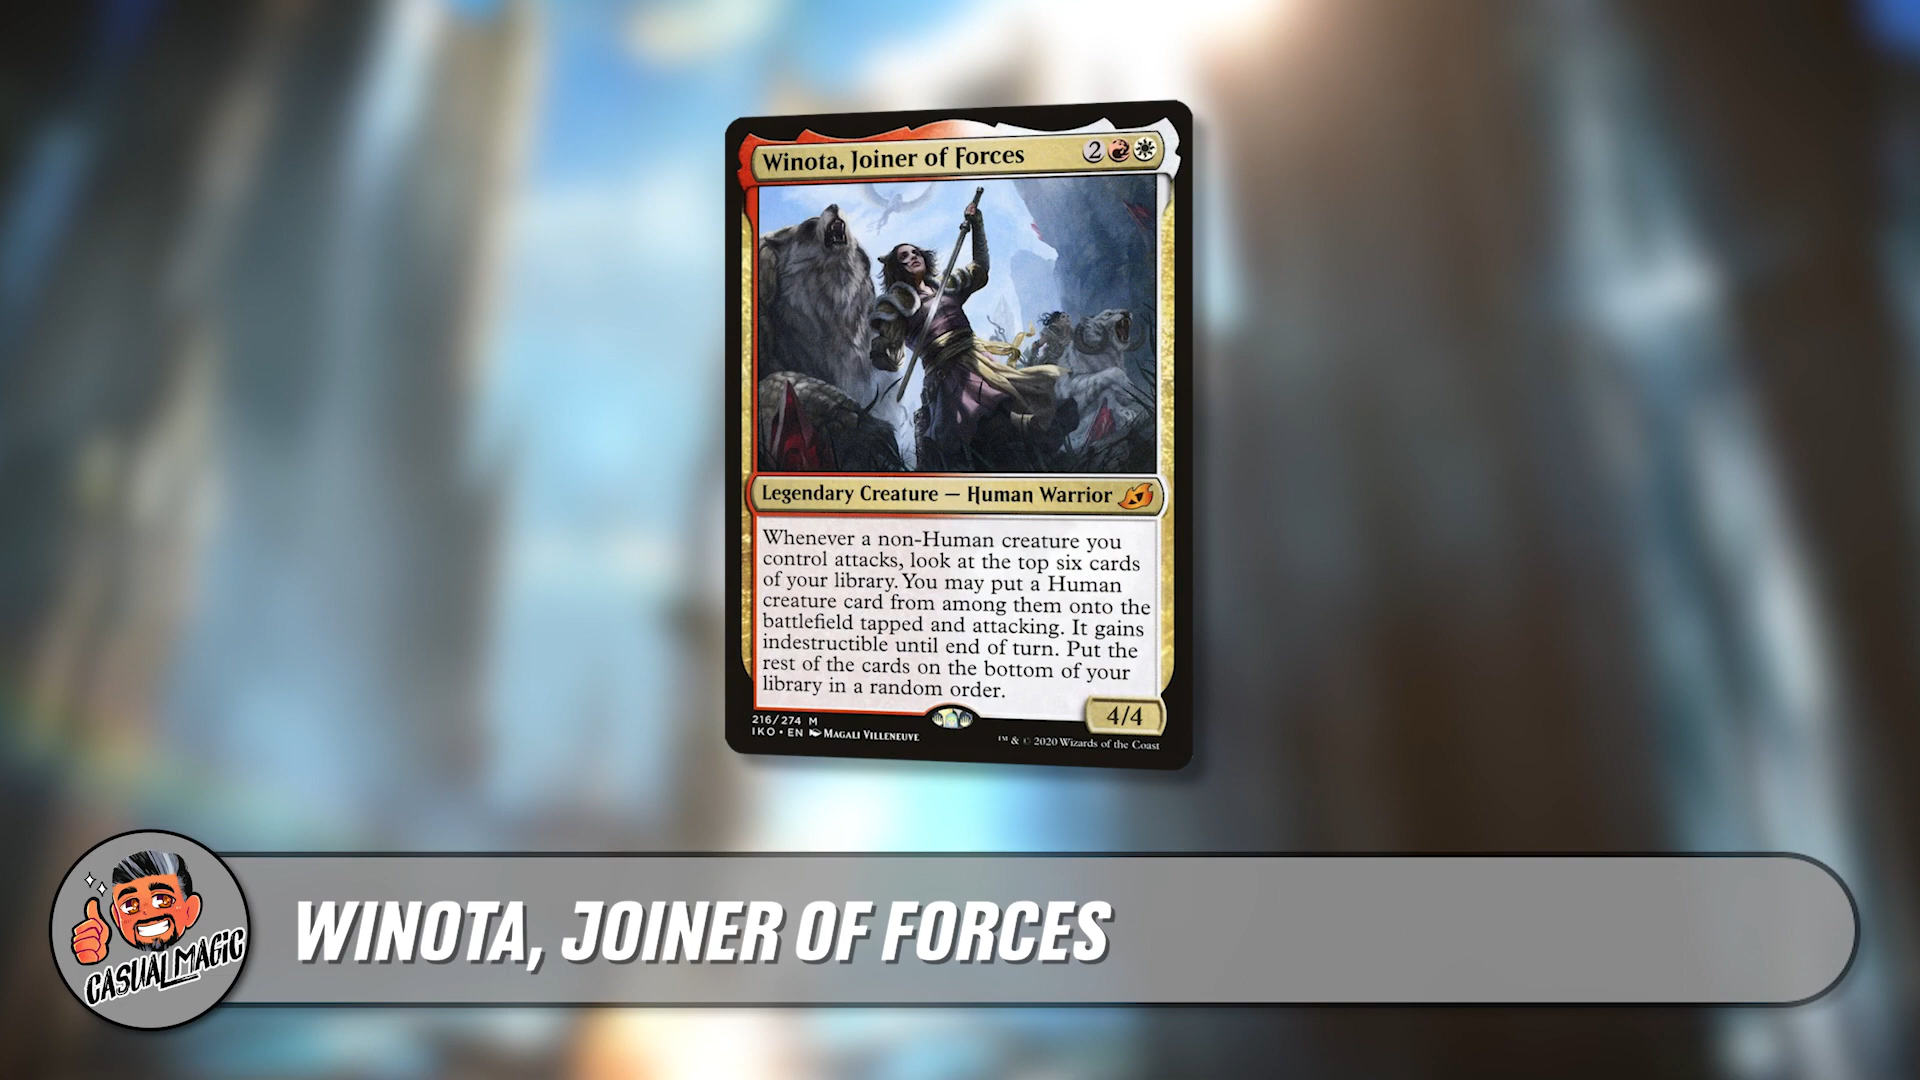 Winota, Joiner of Forces 2
Legendary Creature — Human Warrior
Whenever a non-Human creature you
control attacks, look at the top six cards
of your library. You may put a Human
creature card from among them onto the
battlefield tapped and attacking. It gains
indestructible until end of turn. Put the
rest of the cards on the bottom of your
library in a random order.
4/4
216/274 M
IKO • EN Magali Villeneuve
™ & © 2020 Wizards of the Coast
CASUAL MAGIC
WINOTA, JOINER OF FORCES